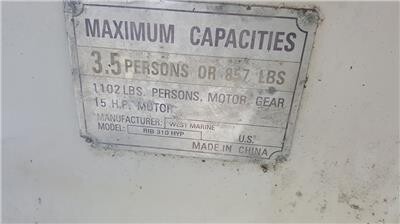 MAXIMUM CAPACITIES
3.5 PERSONS OR 857 LBS
1102 LBS. PERSONS, MOTOR, GEAR
15 H.P. MOTOR
MANUFACTURER: WEST MARINE U.S.
MODEL: RIB 310 HYP
MADE IN CHINA